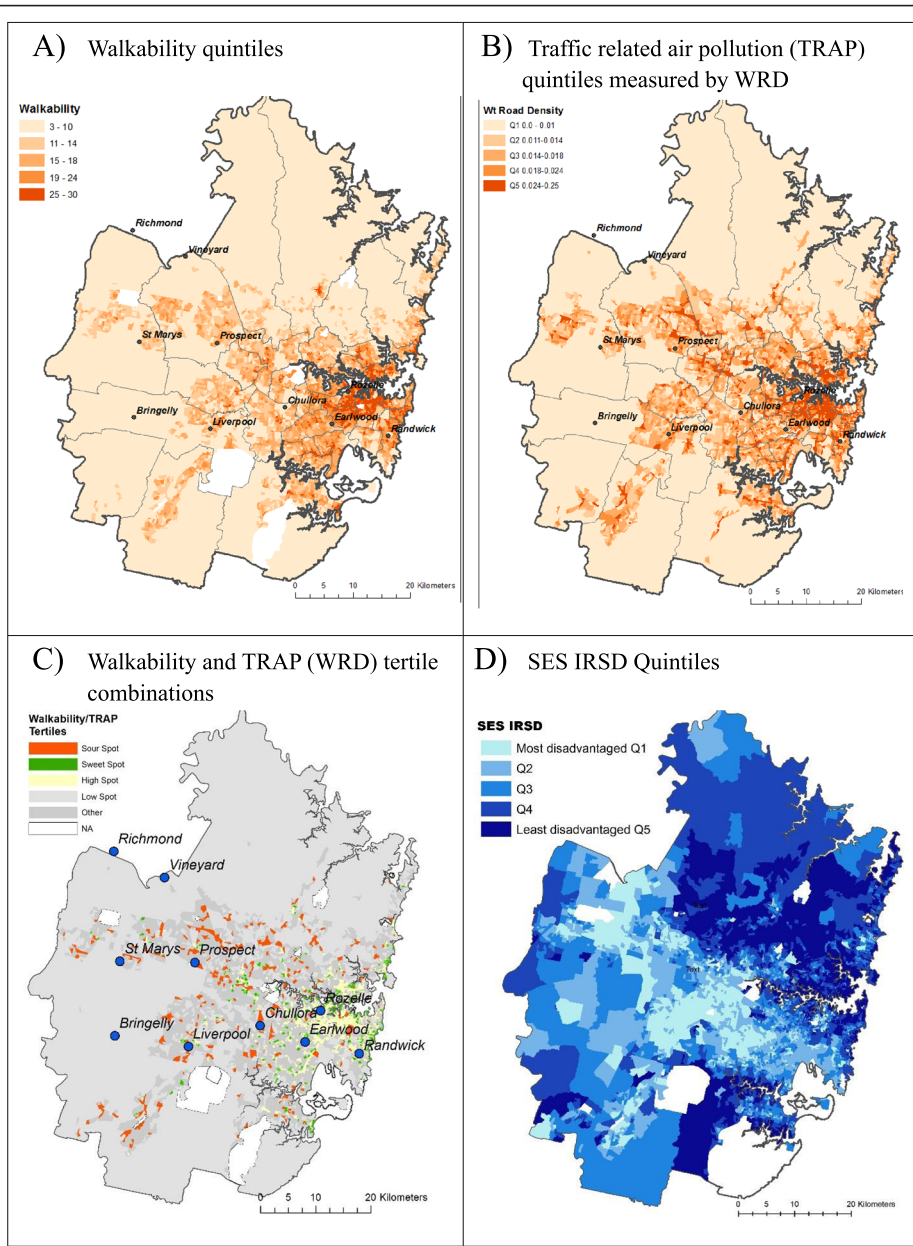 A) Walkability quintiles
Walkability
3 - 10
11 - 14
15 - 18
19 - 24
25 - 30
Richmond
Vineyard
St Marys
Prospect
Rozelle
Chullora
Bringelly
Earlwood
Liverpool
Randwick
0 5 10 20 Kilometers
B) Traffic related air pollution (TRAP)
quintiles measured by WRD
Wt Road Density
Q1 0.0 - 0.01
Q2 0.011-0.014
Q3 0.014-0.018
Q4 0.018-0.024
Q5 0.024-0.25
Richmond
Vineyard
St Marys
Prospect
Rozelle
Chullora
Bringelly
Earlwood
Liverpool
Randwick
0 5 10 20 Kilometers
C) Walkability and TRAP (WRD) tertile
combinations
Walkability/TRAP
Tertiles
Sour Spot
Sweet Spot
High Spot
Low Spot
Other
NA
Richmond
Vineyard
St Marys
Prospect
Rozelle
Chullora
Bringelly
Earlwood
Liverpool
Randwick
0 5 10 20 Kilometers
D) SES IRSD Quintiles
SES IRSD
Most disadvantaged Q1
Q2
Q3
Q4
Least disadvantaged Q5
Text
0 5 10 20 Kilometers